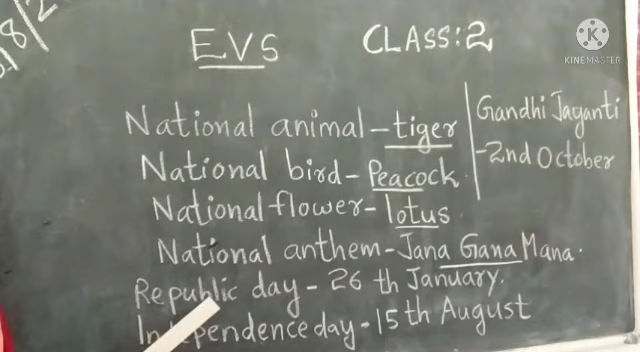 EVS CLASS:2
National animal-tiger
National bird-Peacock
National flower-lotus
National anthem-Jana Gana Mana.
Republic day-26 th January.
Independence day-15 th August
Gandhi Jayanti
-2nd October
KINEMASTER